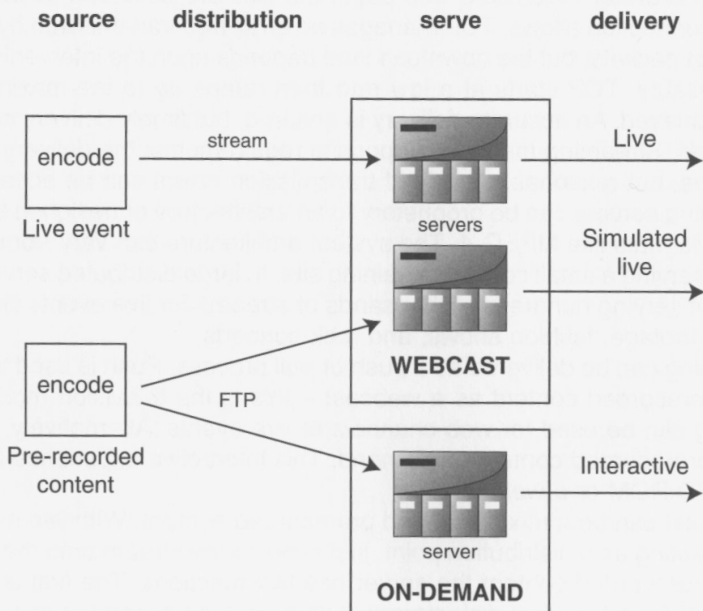 source distribution serve delivery
encode
stream
Live
Live event
servers
Simulated
live
WEBCAST
encode
FTP
Pre-recorded
content
Interactive
server
ON-DEMAND